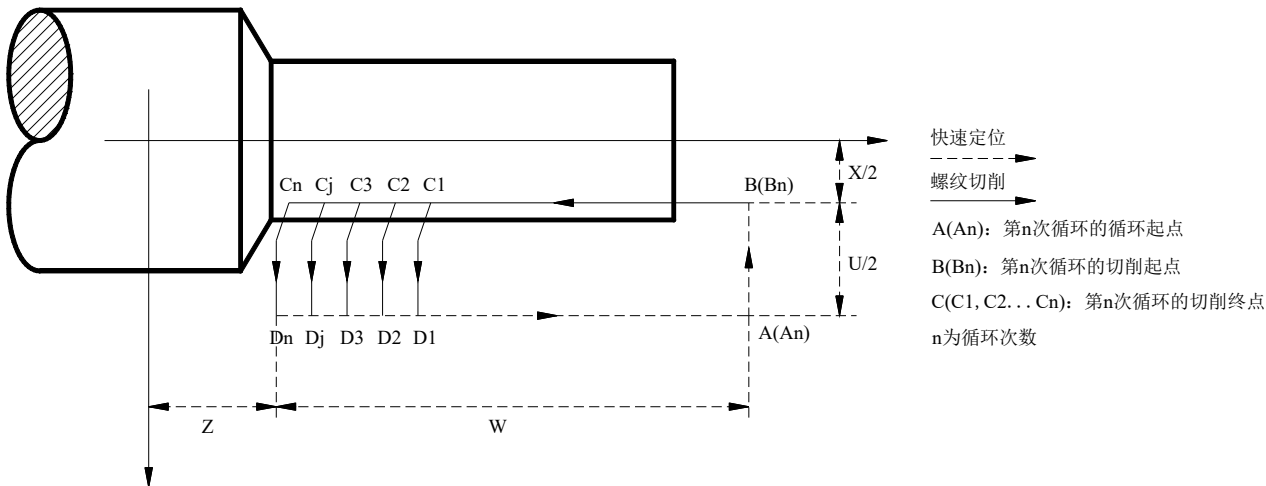 快速定位
X/2
螺纹切削
Cn Cj C3 C2 C1
B(Bn)
A(An)：第n次循环的循环起点
U/2
B(Bn)：第n次循环的切削起点
C(C1,C2...Cn)：第n次循环的切削终点
Dn Dj D3 D2 D1
A(An)
n为循环次数
Z
W